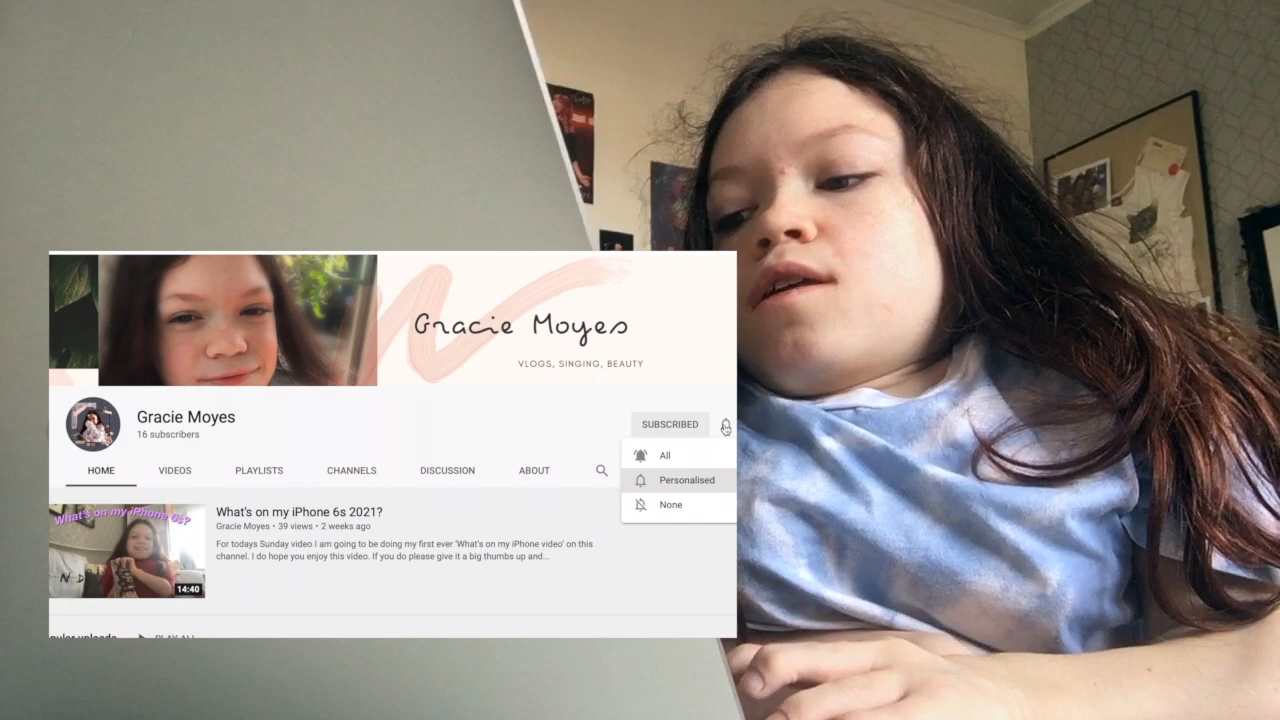 Gracie Moyes
VLOGS, SINGING, BEAUTY
Gracie Moyes
16 subscribers
SUBSCRIBED
All
Personalised
None
HOME VIDEOS PLAYLISTS CHANNELS DISCUSSION ABOUT
What's on my iPhone 6s?
14:40
What's on my iPhone 6s 2021?
Gracie Moyes • 39 views • 2 weeks ago
For todays Sunday video I am going to be doing my first ever 'What's on my iPhone video' on this
channel. I do hope you enjoy this video. If you do please give it a big thumbs up and...